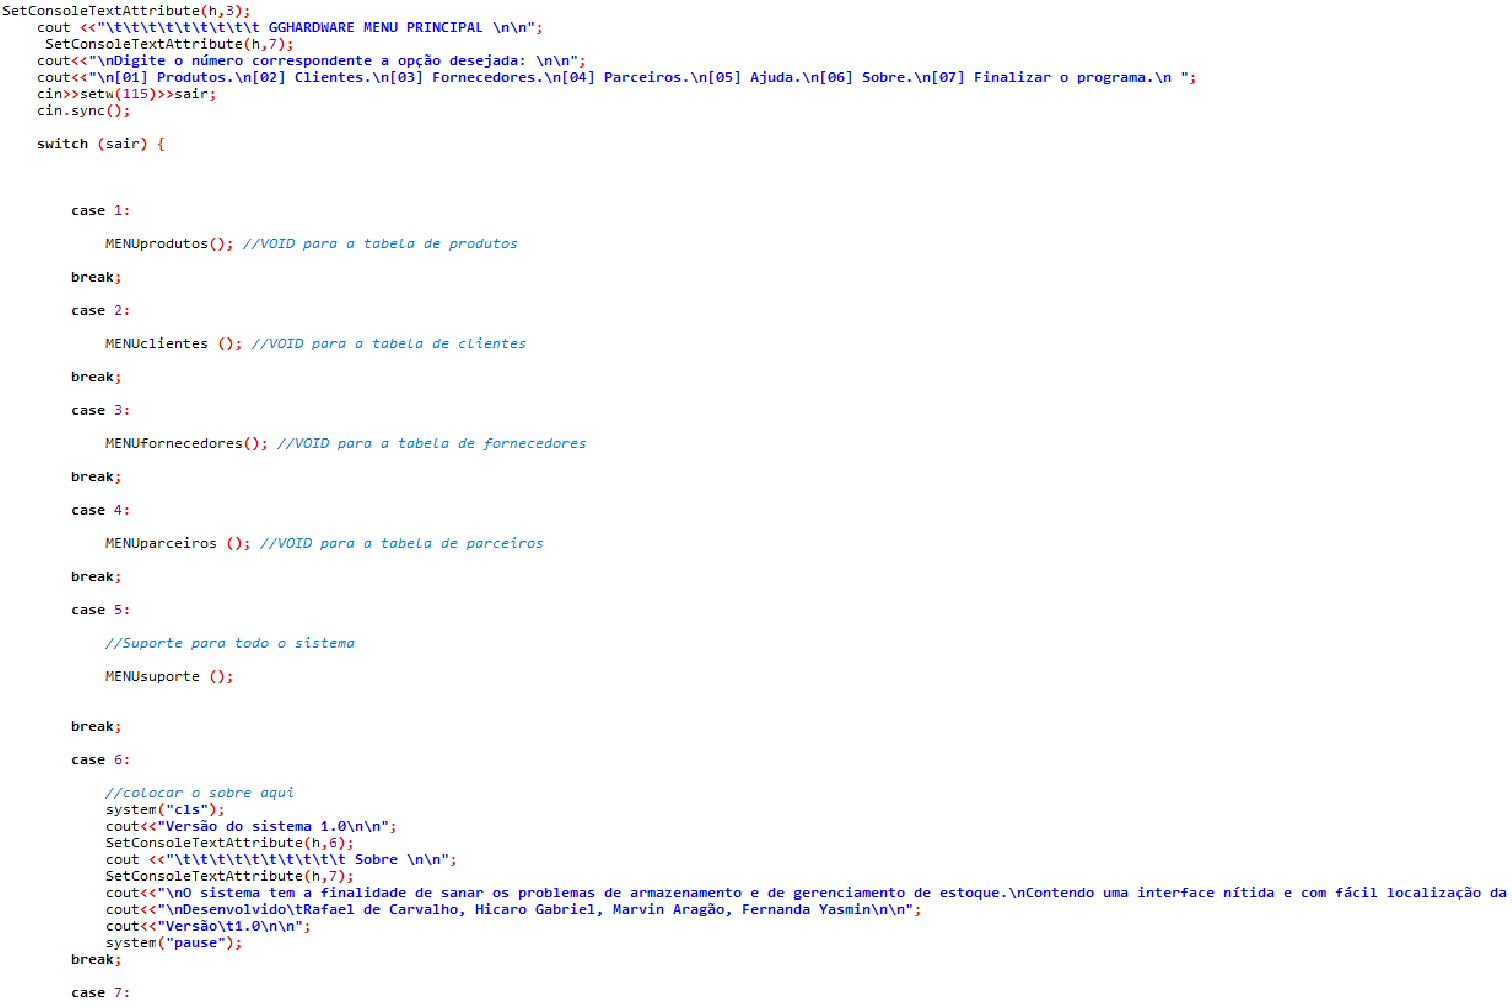 SetConsoleTextAttribute(h,3);
cout <<"\t\t\t\t\t\t\t\t\t GGHARDWARE MENU PRINCIPAL \n\n";
SetConsoleTextAttribute(h,7);
cout<<"\nDigite o número correspondente a opção desejada: \n\n";
cout<<"\n[01] Produtos.\n[02] Clientes.\n[03] Fornecedores.\n[04] Parceiros.\n[05] Ajuda.\n[06] Sobre.\n[07] Finalizar o programa.\n ";
cin>>setw(115)>>sair;
cin.sync();
switch (sair) {
case 1:
MENUprodutos(); //VOID para a tabela de produtos
break;
case 2:
MENUclientes (); //VOID para a tabela de clientes
break;
case 3:
MENUfornecedores(); //VOID para a tabela de fornecedores
break;
case 4:
MENUparceiros (); //VOID para a tabela de parceiros
break;
case 5:
//Suporte para todo o sistema
MENUsuporte ();
break;
case 6:
//colocar o sobre aqui
system("cls");
cout<<"Versão do sistema 1.0\n\n";
SetConsoleTextAttribute(h,6);
cout <<"\t\t\t\t\t\t\t\t\t\t Sobre \n\n";
SetConsoleTextAttribute(h,7);
cout<<"\nO sistema tem a finalidade de sanar os problemas de armazenamento e de gerenciamento de estoque.\nContendo uma interface nítida e com fácil localização da
cout<<"\nDesenvolvido\tRafael de Carvalho, Hicaro Gabriel, Marvin Aragão, Fernanda Yasmin\n\n";
cout<<"Versão\t1.0\n\n";
system("pause");
break;
case 7: